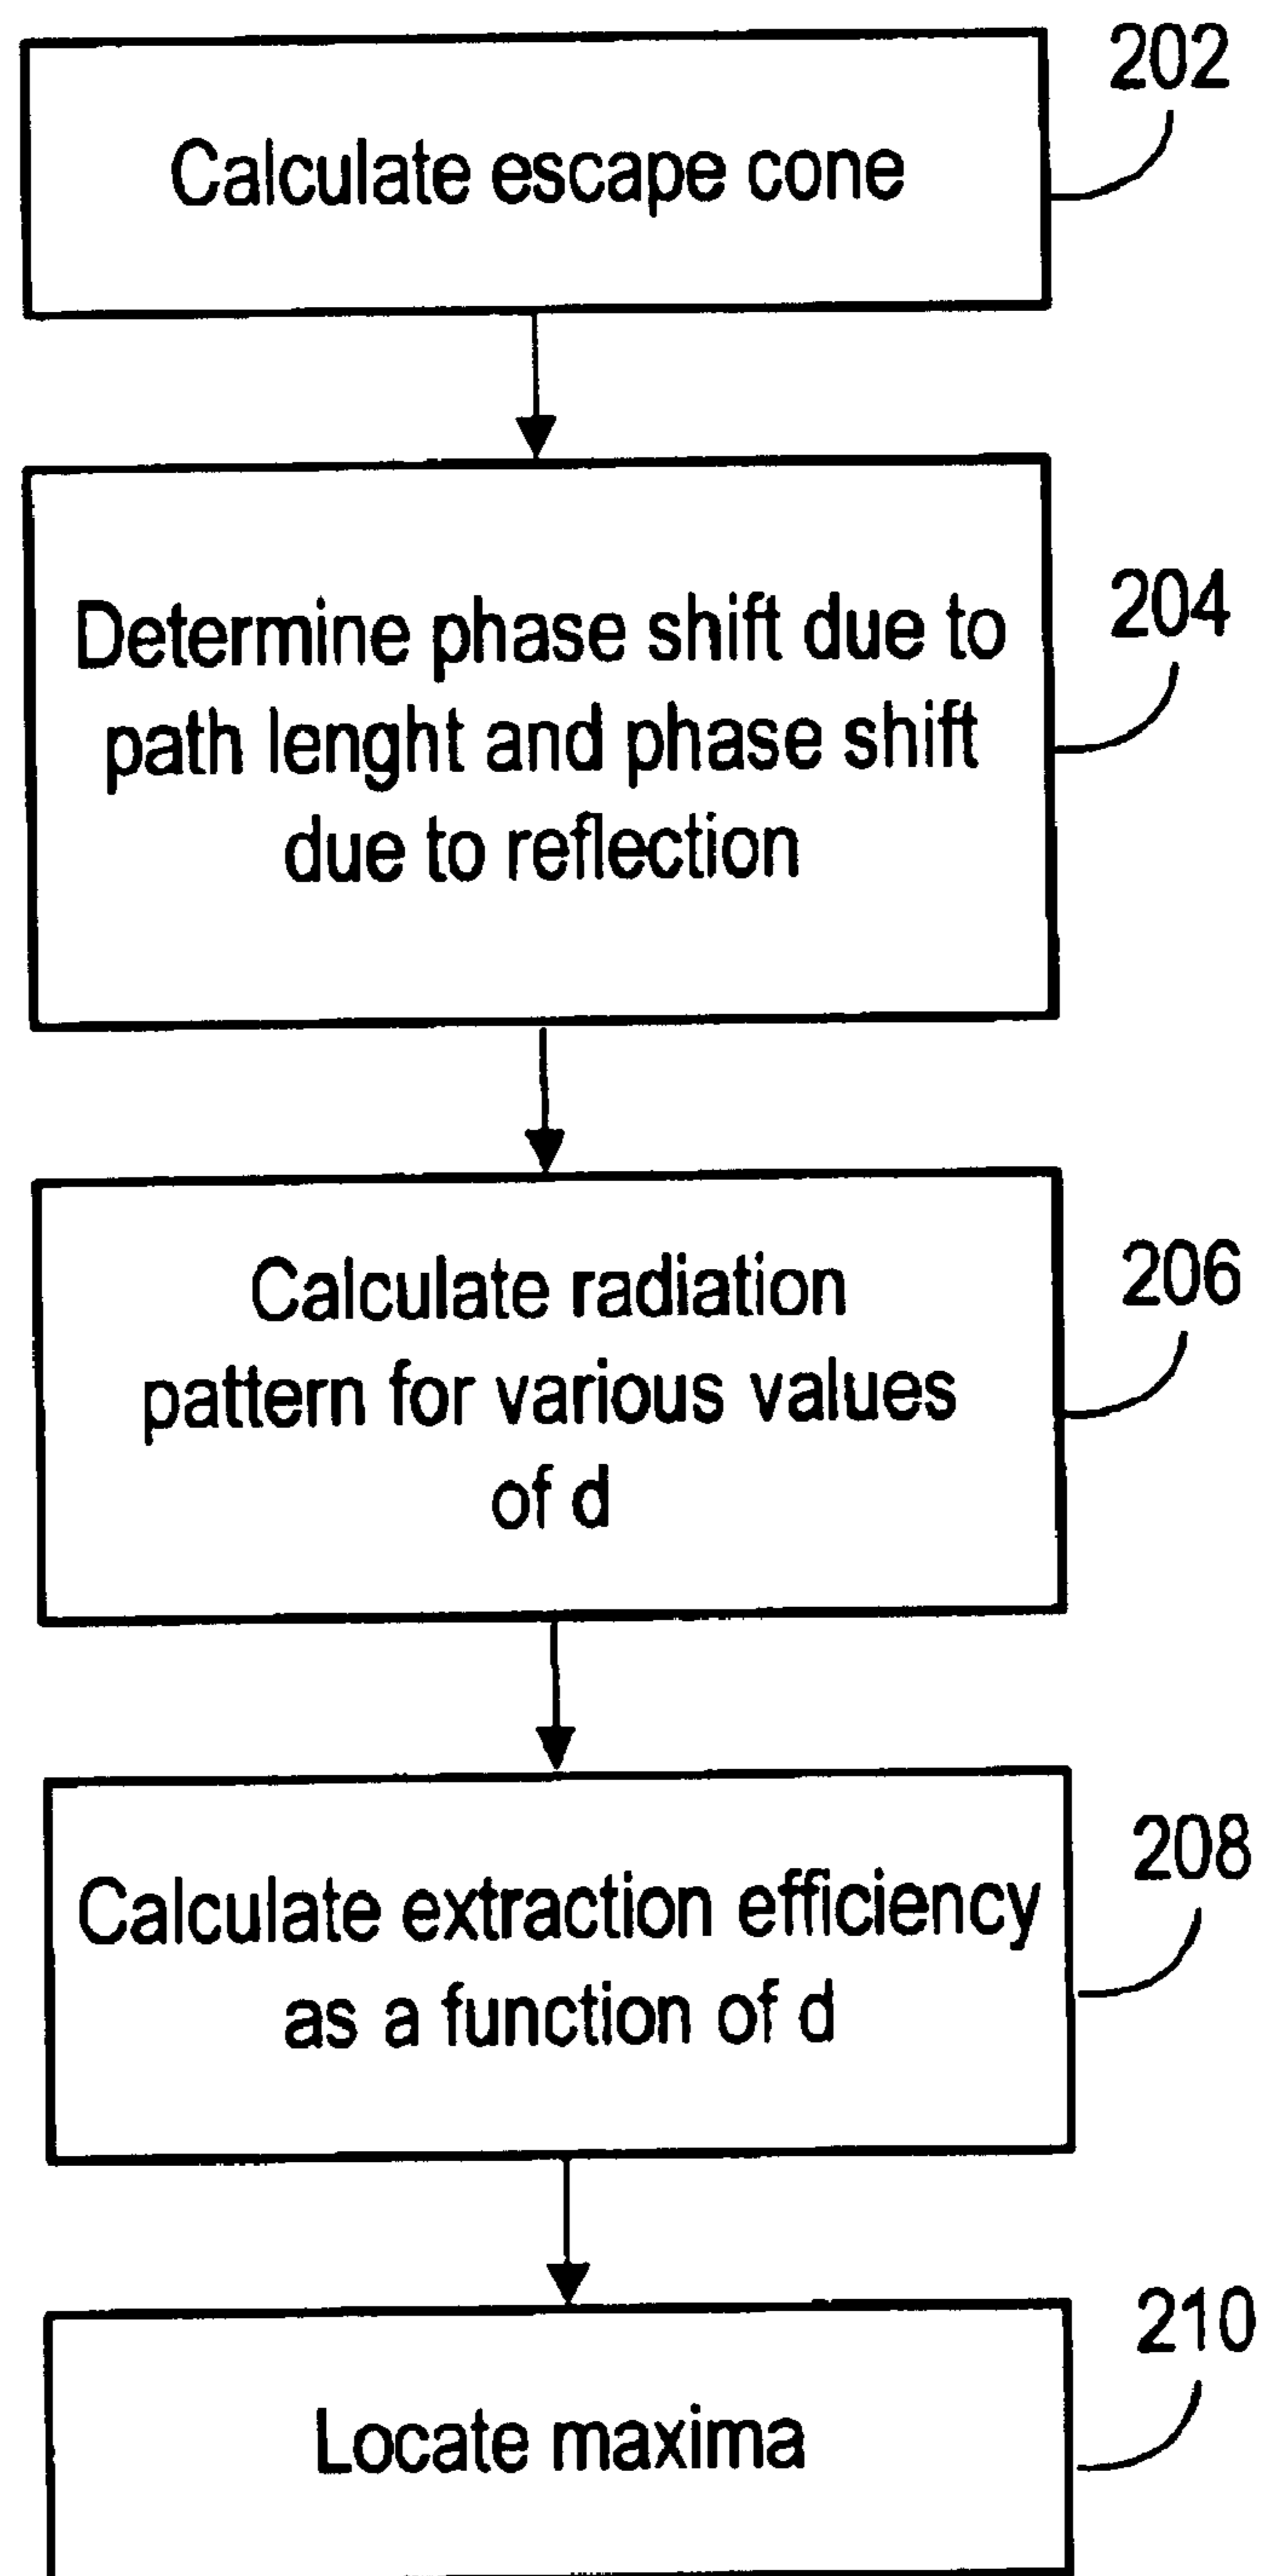 202
Calculate escape cone
204
Determine phase shift due to
path lenght and phase shift
due to reflection
206
Calculate radiation
pattern for various values
of d
208
Calculate extraction efficiency
as a function of d
210
Locate maxima